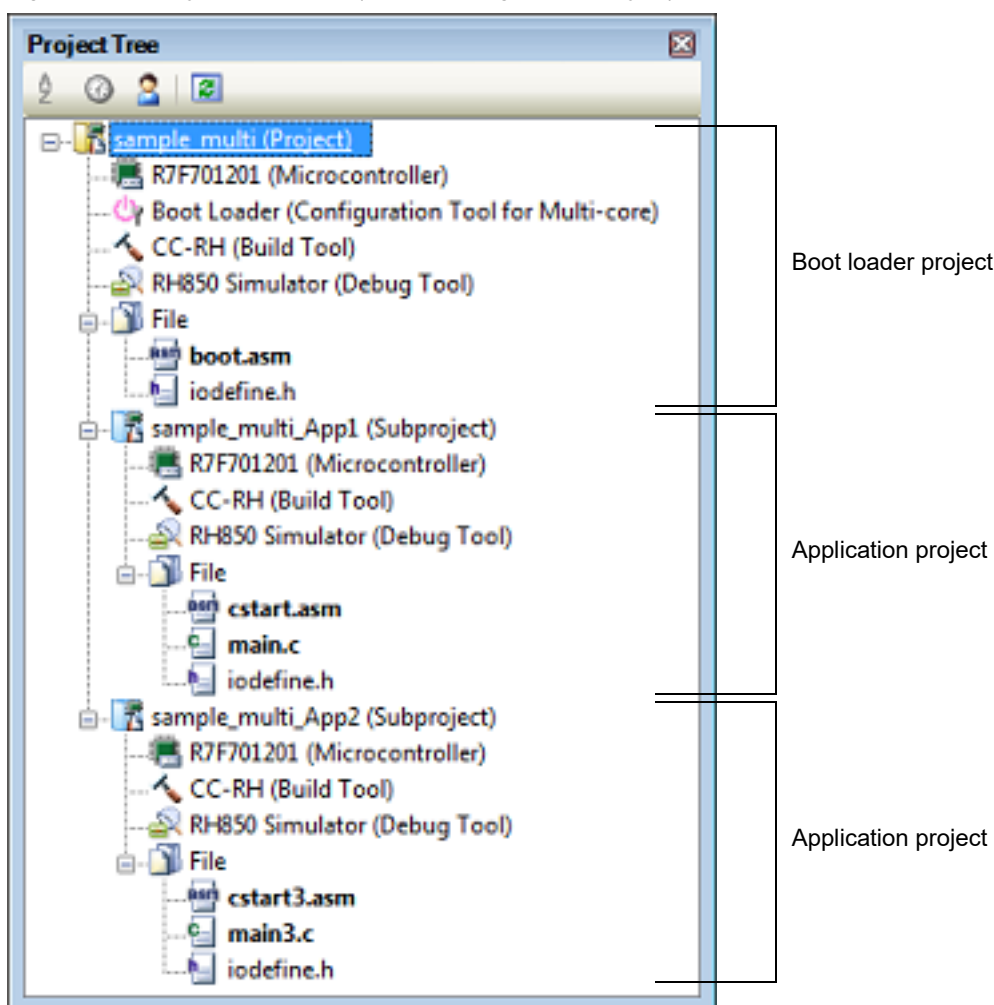 Project Tree
sample_multi (Project)
R7F701201 (Microcontroller)
Boot Loader (Configuration Tool for Multi-core)
CC-RH (Build Tool)
RH850 Simulator (Debug Tool)
Boot loader project
File
boot.asm
iodefine.h
sample_multi_App1 (Subproject)
R7F701201 (Microcontroller)
CC-RH (Build Tool)
RH850 Simulator (Debug Tool)
Application project
File
cstart.asm
main.c
iodefine.h
sample_multi_App2 (Subproject)
R7F701201 (Microcontroller)
CC-RH (Build Tool)
RH850 Simulator (Debug Tool)
Application project
File
cstart3.asm
main3.c
iodefine.h